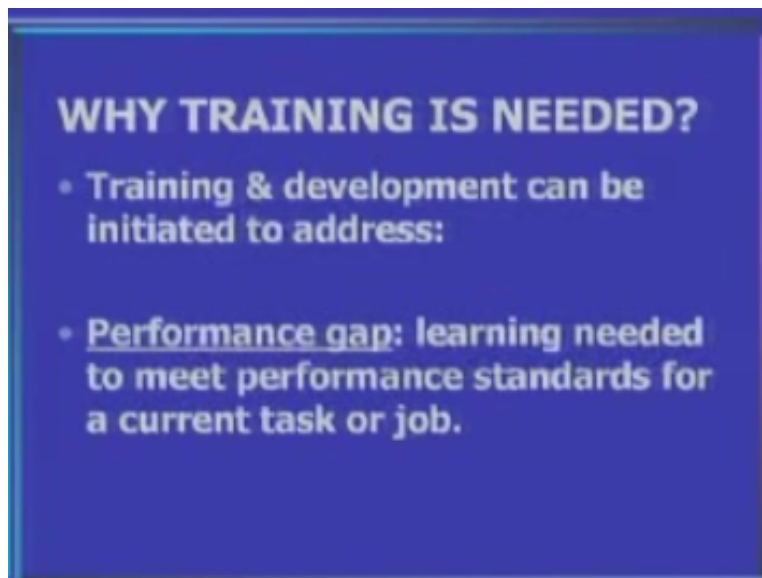 WHY TRAINING IS NEEDED?
• Training & development can be
initiated to address:
• Performance gap: learning needed
to meet performance standards for
a current task or job.